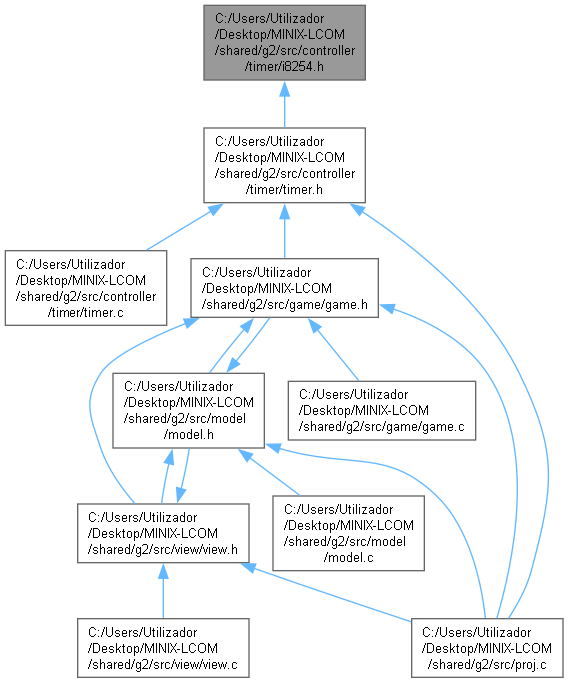 C:/Users/Utilizador
/Desktop/MINIX-LCOM
/shared/g2/src/controller
/timer/i8254.h
C:/Users/Utilizador
/Desktop/MINIX-LCOM
/shared/g2/src/controller
/timer/timer.h
C:/Users/Utilizador
/Desktop/MINIX-LCOM
/shared/g2/src/controller
/timer/timer.c
C:/Users/Utilizador
/Desktop/MINIX-LCOM
/shared/g2/src/game/game.h
C:/Users/Utilizador
/Desktop/MINIX-LCOM
/shared/g2/src/model
/model.h
C:/Users/Utilizador
/Desktop/MINIX-LCOM
/shared/g2/src/game/game.c
C:/Users/Utilizador
/Desktop/MINIX-LCOM
/shared/g2/src/view/view.h
C:/Users/Utilizador
/Desktop/MINIX-LCOM
/shared/g2/src/model
/model.c
C:/Users/Utilizador
/Desktop/MINIX-LCOM
/shared/g2/src/view/view.c
C:/Users/Utilizador
/Desktop/MINIX-LCOM
/shared/g2/src/proj.c